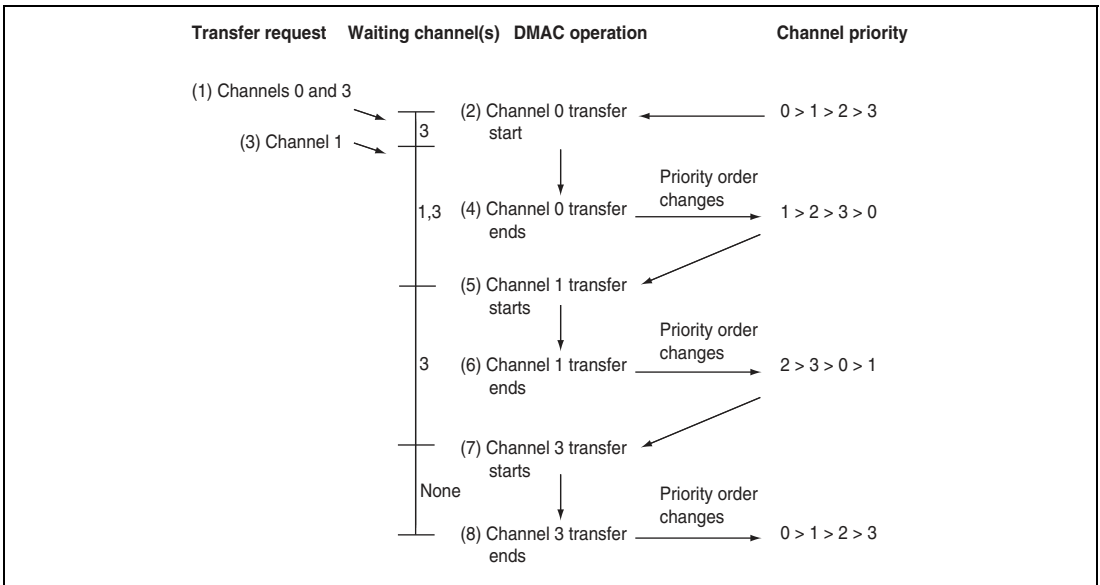 Transfer request Waiting channel(s) DMAC operation Channel priority
(1) Channels 0 and 3
(2) Channel 0 transfer
start
0 > 1 > 2 > 3
3
(3) Channel 1
Priority order
changes
1,3
(4) Channel 0 transfer
ends
1 > 2 > 3 > 0
(5) Channel 1 transfer
starts
Priority order
changes
3
(6) Channel 1 transfer
ends
2 > 3 > 0 > 1
(7) Channel 3 transfer
starts
None
Priority order
changes
(8) Channel 3 transfer
ends
0 > 1 > 2 > 3